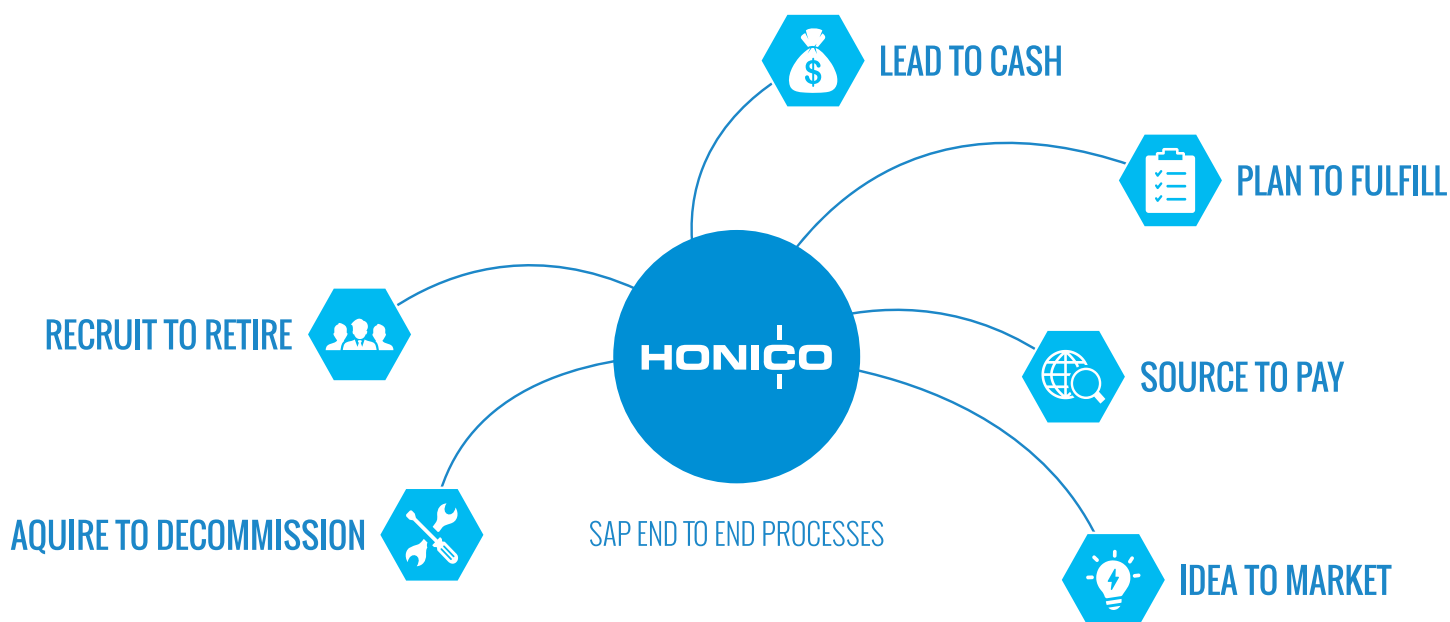 LEAD TO CASH
PLAN TO FULFILL
RECRUIT TO RETIRE
HONICO
SOURCE TO PAY
AQUIRE TO DECOMMISSION
SAP END TO END PROCESSES
IDEA TO MARKET